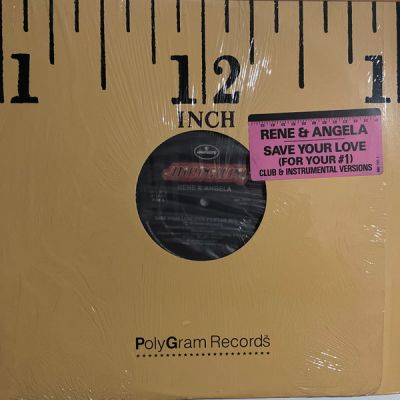 1 12 1
INCH
RENE & ANGELA
SAVE YOUR LOVE
(FOR YOUR #1)
CLUB & INSTRUMENTAL VERSIONS
Mercury
RENE & ANGELA
PolyGram Records